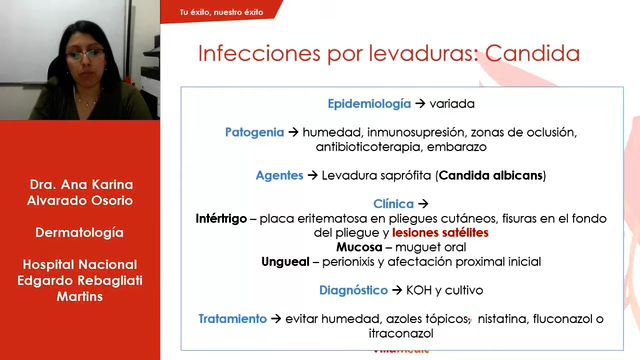 Tu éxito, nuestro éxito
Infecciones por levaduras: Candida
Epidemiología → variada
Patogenia → humedad, inmunosupresión, zonas de oclusión,
antibioticoterapia, embarazo
Agentes → Levadura saprófita (Candida albicans)
Clínica →
Intértrigo – placa eritematosa en pliegues cutáneos, fisuras en el fondo
del pliegue y lesiones satélites
Mucosa – muguet oral
Ungueal – perionixis y afectación proximal inicial
Diagnóstico → KOH y cultivo
Tratamiento → evitar humedad, azoles tópicos, nistatina, fluconazol o
itraconazol
Dra. Ana Karina
Alvarado Osorio
Dermatología
Hospital Nacional
Edgardo Rebagliati
Martins